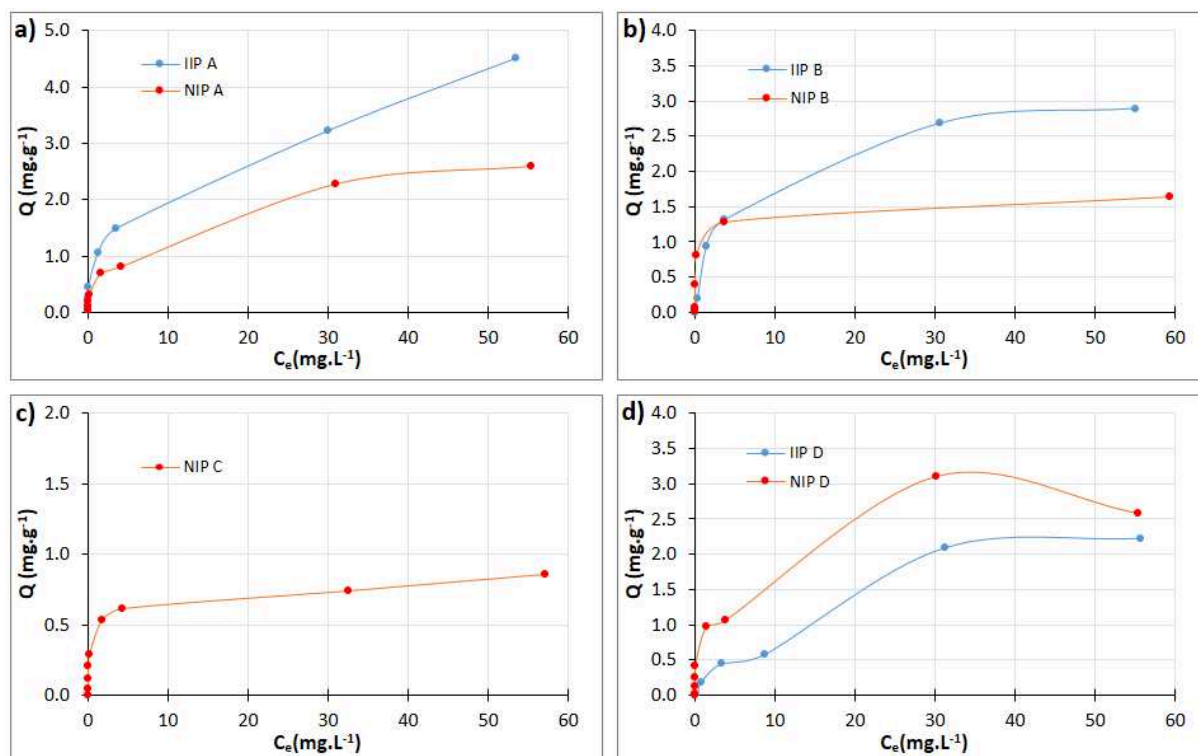 a)
IIP A
NIP A
Q (mg.g⁻¹)
5.0
4.0
3.0
2.0
1.0
0.0
0 10 20 30 40 50 60
Cₑ(mg.L⁻¹)
b)
IIP B
NIP B
Q (mg.g⁻¹)
4.0
3.5
3.0
2.5
2.0
1.5
1.0
0.5
0.0
0 10 20 30 40 50 60
Cₑ(mg.L⁻¹)
c)
NIP C
Q (mg.g⁻¹)
2.0
1.5
1.0
0.5
0.0
0 10 20 30 40 50 60
Cₑ(mg.L⁻¹)
d)
IIP D
NIP D
Q (mg.g⁻¹)
4.0
3.5
3.0
2.5
2.0
1.5
1.0
0.5
0.0
0 10 20 30 40 50 60
Cₑ(mg.L⁻¹)